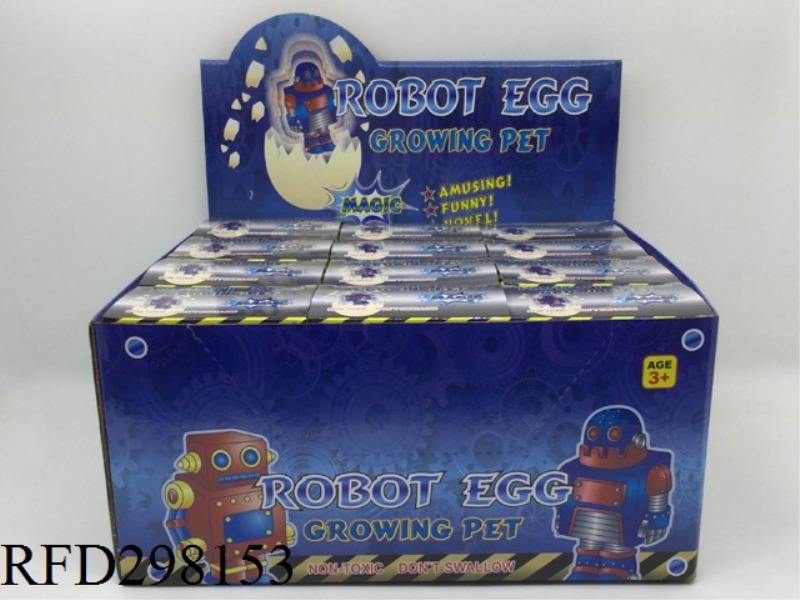 ROBOT EGG
GROWING PET
MAGIC
AMUSING!
FUNNY!
NOVEL!
AGE
3+
ROBOT EGG
GROWING PET
NON-TOXIC DON'T SWALLOW
RFD298153